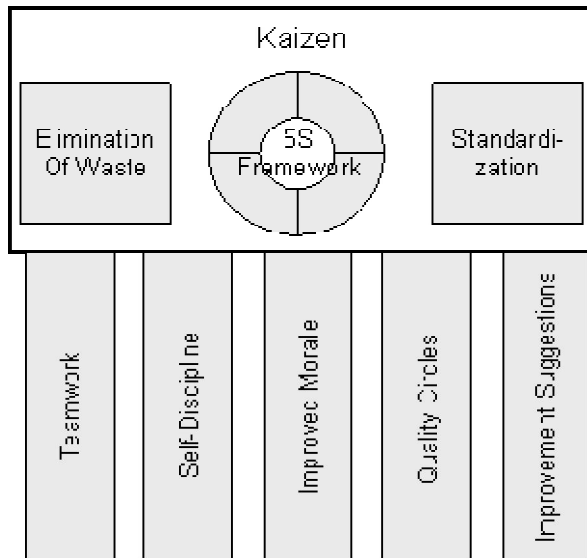 Kaizen
Elimination
Of Waste
5S
Framework
Standardi-
zation
Teamwork
Self-Discipline
Improved Morale
Quality Circles
Improvement Suggestions